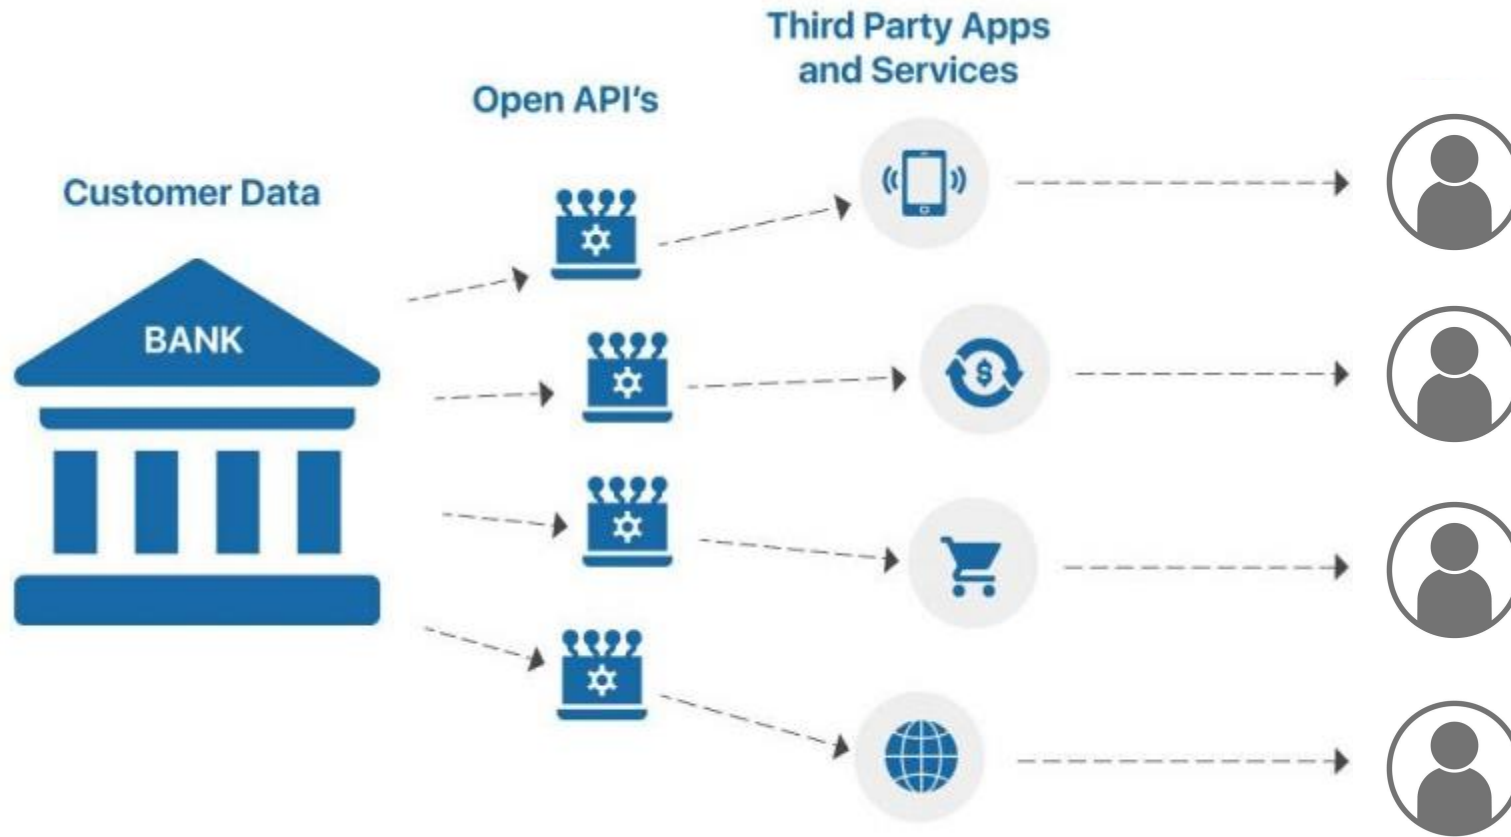 Third Party Apps
and Services
Open API's
Customer Data
BANK
$